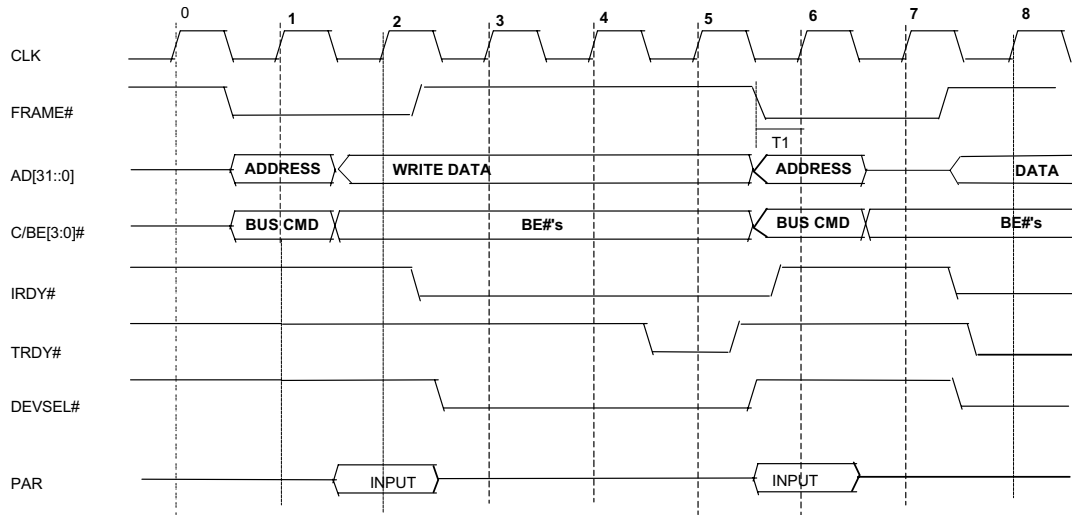 0 1 2 3 4 5 6 7 8
CLK
FRAME#
T1
AD[31::0] ADDRESS WRITE DATA ADDRESS DATA
C/BE[3:0]# BUS CMD BE#'s BUS CMD BE#'s
IRDY#
TRDY#
DEVSEL#
PAR INPUT INPUT